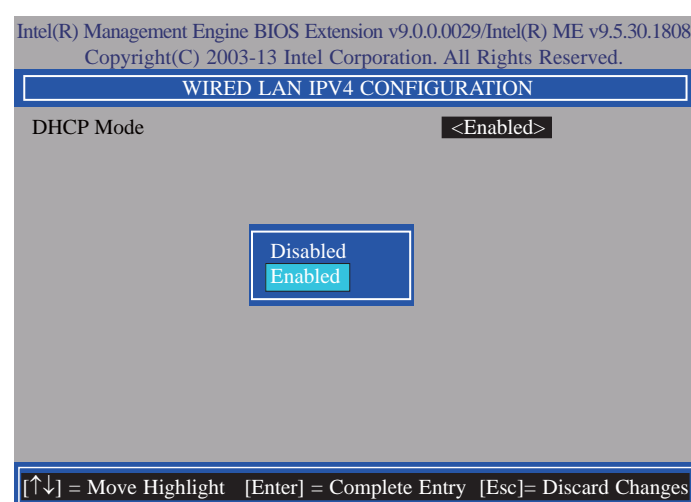 Intel(R) Management Engine BIOS Extension v9.0.0.0029/Intel(R) ME v9.5.30.1808
Copyright(C) 2003-13 Intel Corporation. All Rights Reserved.
WIRED LAN IPV4 CONFIGURATION
DHCP Mode <Enabled>
Disabled
Enabled
[↑↓] = Move Highlight [Enter] = Complete Entry [Esc]= Discard Changes